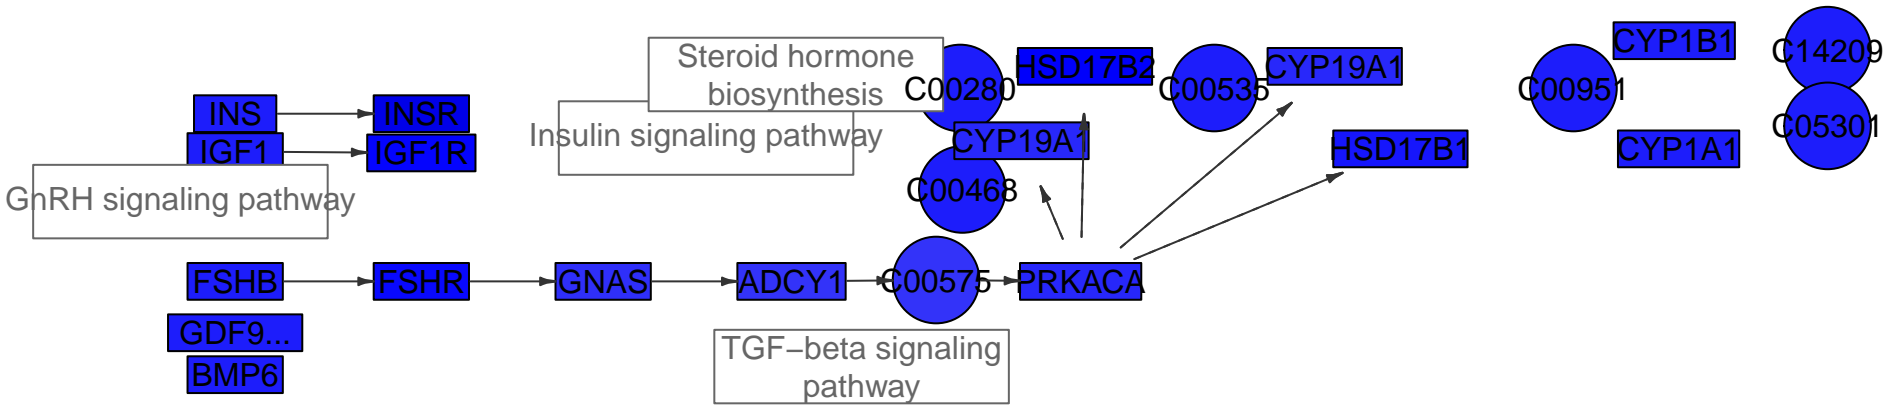 Steroid hormone
biosynthesis
C00280
HSD17B2
C00535
CYP19A1
C00951
CYP1B1
C14209
INS
INSR
Insulin signaling pathway
CYP19A1
C05301
IGF1
IGF1R
HSD17B1
CYP1A1
GnRH signaling pathway
C00468
FSHB
FSHR
GNAS
ADCY1
C00575
PRKACA
GDF9...
TGF−beta signaling
pathway
BMP6